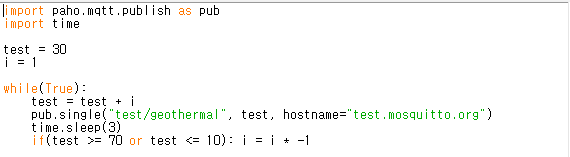 import paho.mqtt.publish as pub
import time
test = 30
i = 1
while(True):
    test = test + i
    pub.single("test/geothermal", test, hostname="test.mosquitto.org")
    time.sleep(3)
    if(test >= 70 or test <= 10): i = i * -1